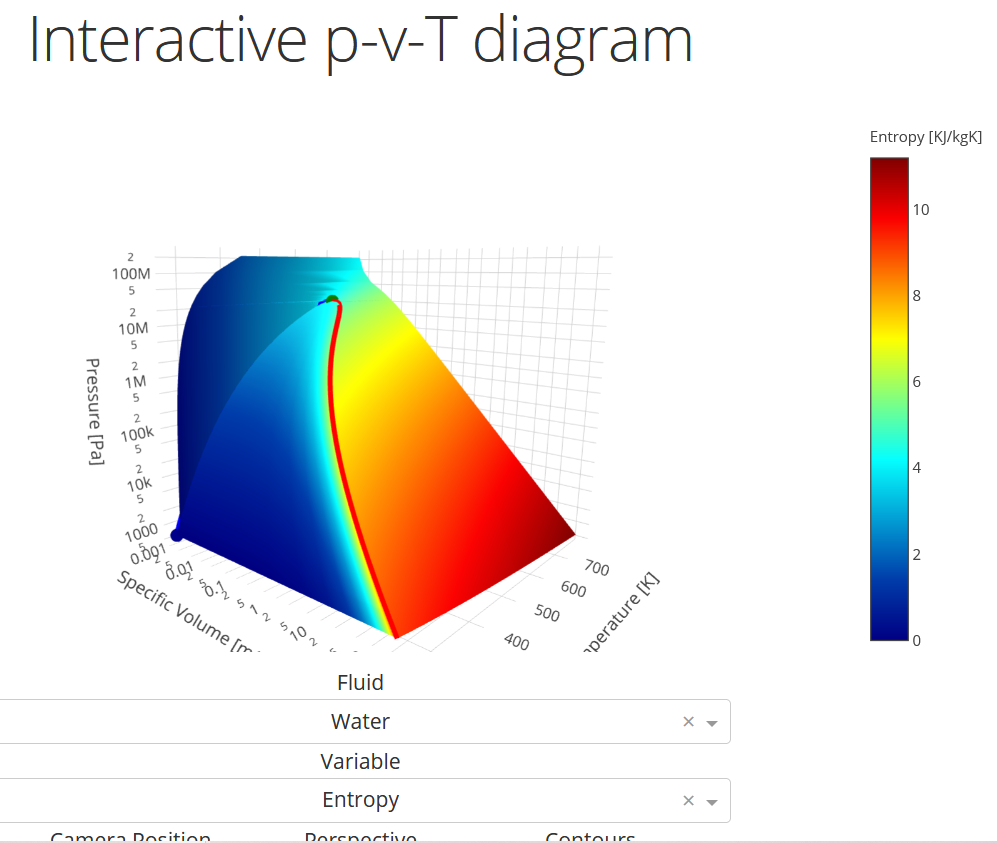 Interactive p-v-T diagram
Entropy [KJ/kgK]
10
8
6
4
2
0
2
100M
5
2
10M
5
2
1M
5
2
100k
5
2
10k
5
2
1000
5
0.001
2
5
0.01
2
5
0.1
2
5
1
2
5
10
2
Pressure [Pa]
Specific Volume [m
700
600
500
400
perature [K]
Fluid
Water
Variable
Entropy
Camera Position
Perspective
Contours